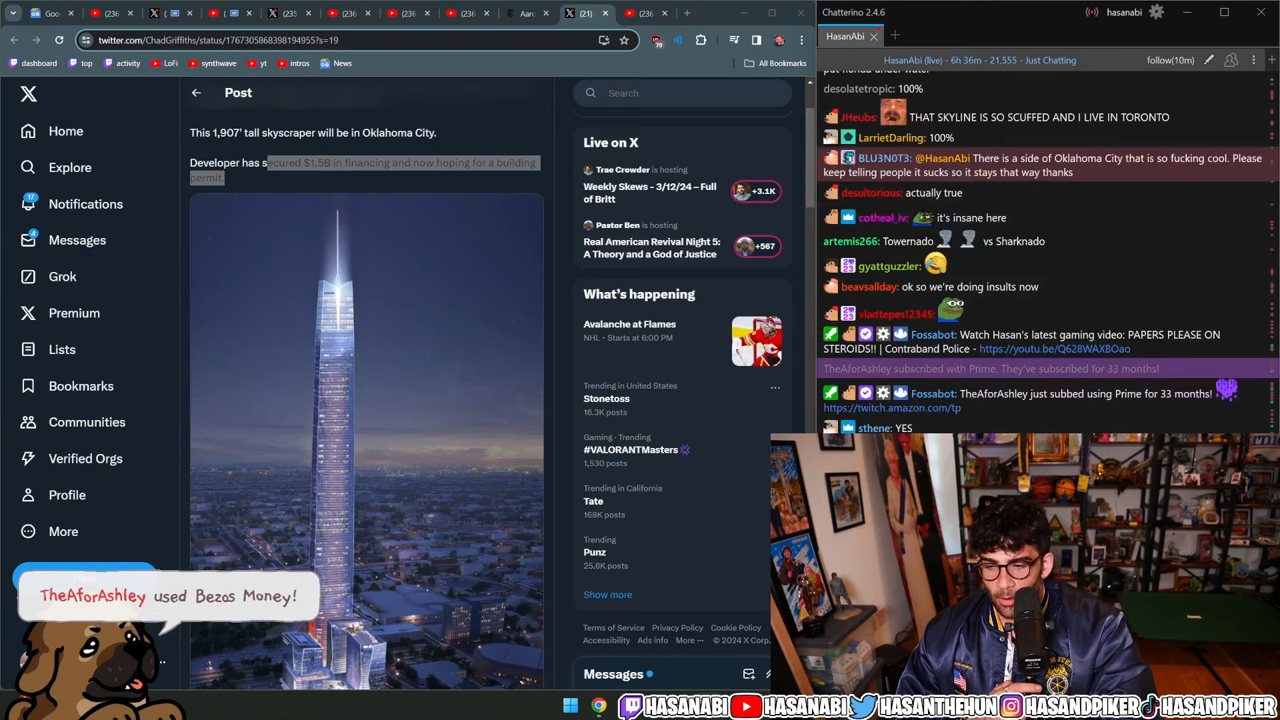 Goo
(236
X (
(
(235
(236
(236
(236
Aaro
(21)
(236
twitter.com/ChadGriffiths/status/1767305868398194955?s=19
70
dashboard
top
activity
LoFi
synthwave
yt
intros
News
All Bookmarks
Home
Explore
17
Notifications
4
Messages
Grok
Premium
Lists
Bookmarks
Communities
Verified Orgs
Profile
More
Post
This 1,907' tall skyscraper will be in Oklahoma City.
Developer has secured $1.5B in financing and now hoping for a building
permit.
Search
Live on X
Trae Crowder is hosting
Weekly Skews - 3/12/24 – Full
of Britt
+3.1K
Pastor Ben is hosting
Real American Revival Night 5:
A Theory and a God of Justice
+567
What's happening
Avalanche at Flames
NHL • Starts at 6:00 PM
Trending in United States
Stonetoss
16.3K posts
Gaming · Trending
#VALORANTMasters
1,530 posts
Trending in California
Tate
168K posts
Trending
Punz
25.6K posts
Show more
Terms of Service Privacy Policy Cookie Policy
Accessibility Ads info More ··· © 2024 X Corp.
Messages
TheAforAshley used Bezos Money!
Chatterino 2.4.6
hasanabi
HasanAbi
HasanAbi (live) - 6h 36m - 21,555 - Just Chatting
follow(10m)
desolatetropic: 100%
JHeubs: THAT SKYLINE IS SO SCUFFED AND I LIVE IN TORONTO
LarrietDarling: 100%
BLU3N0T3: @HasanAbi There is a side of Oklahoma City that is so fucking cool. Please
keep telling people it sucks so it stays that way thanks
desultorious: actually true
cotheal_iv: it's insane here
artemis266: Towernado vs Sharknado
gyattguzzler:
beavsallday: ok so we're doing insults now
vladtepes12345:
Fossabot: Watch Hasan's latest gaming video: PAPERS PLEASE ON
STEROIDS!! | Contraband Police - https://youtu.be/Q628WAXBOao
TheAforAshley subscribed with Prime. They've subscribed for 33 months!
Fossabot: TheAforAshley just subbed using Prime for 33 months!
https://twitch.amazon.com/tp
sthene: YES
HASANABI
HASANABI
HASANTHEHUN
HASANDPIKER
HASANDPIKER